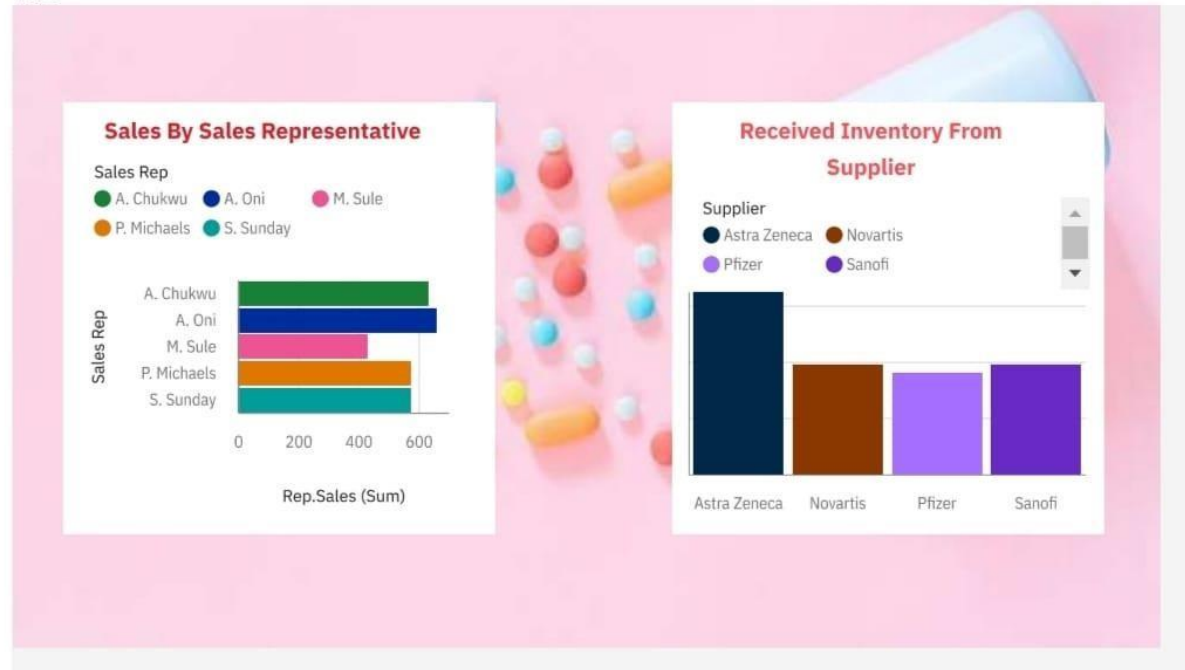 Sales By Sales Representative
Sales Rep
A. Chukwu A. Oni M. Sule
P. Michaels S. Sunday
Sales Rep
A. Chukwu
A. Oni
M. Sule
P. Michaels
S. Sunday
0 200 400 600
Rep.Sales (Sum)
Received Inventory From
Supplier
Supplier
Astra Zeneca Novartis
Pfizer Sanofi
Astra Zeneca Novartis Pfizer Sanofi